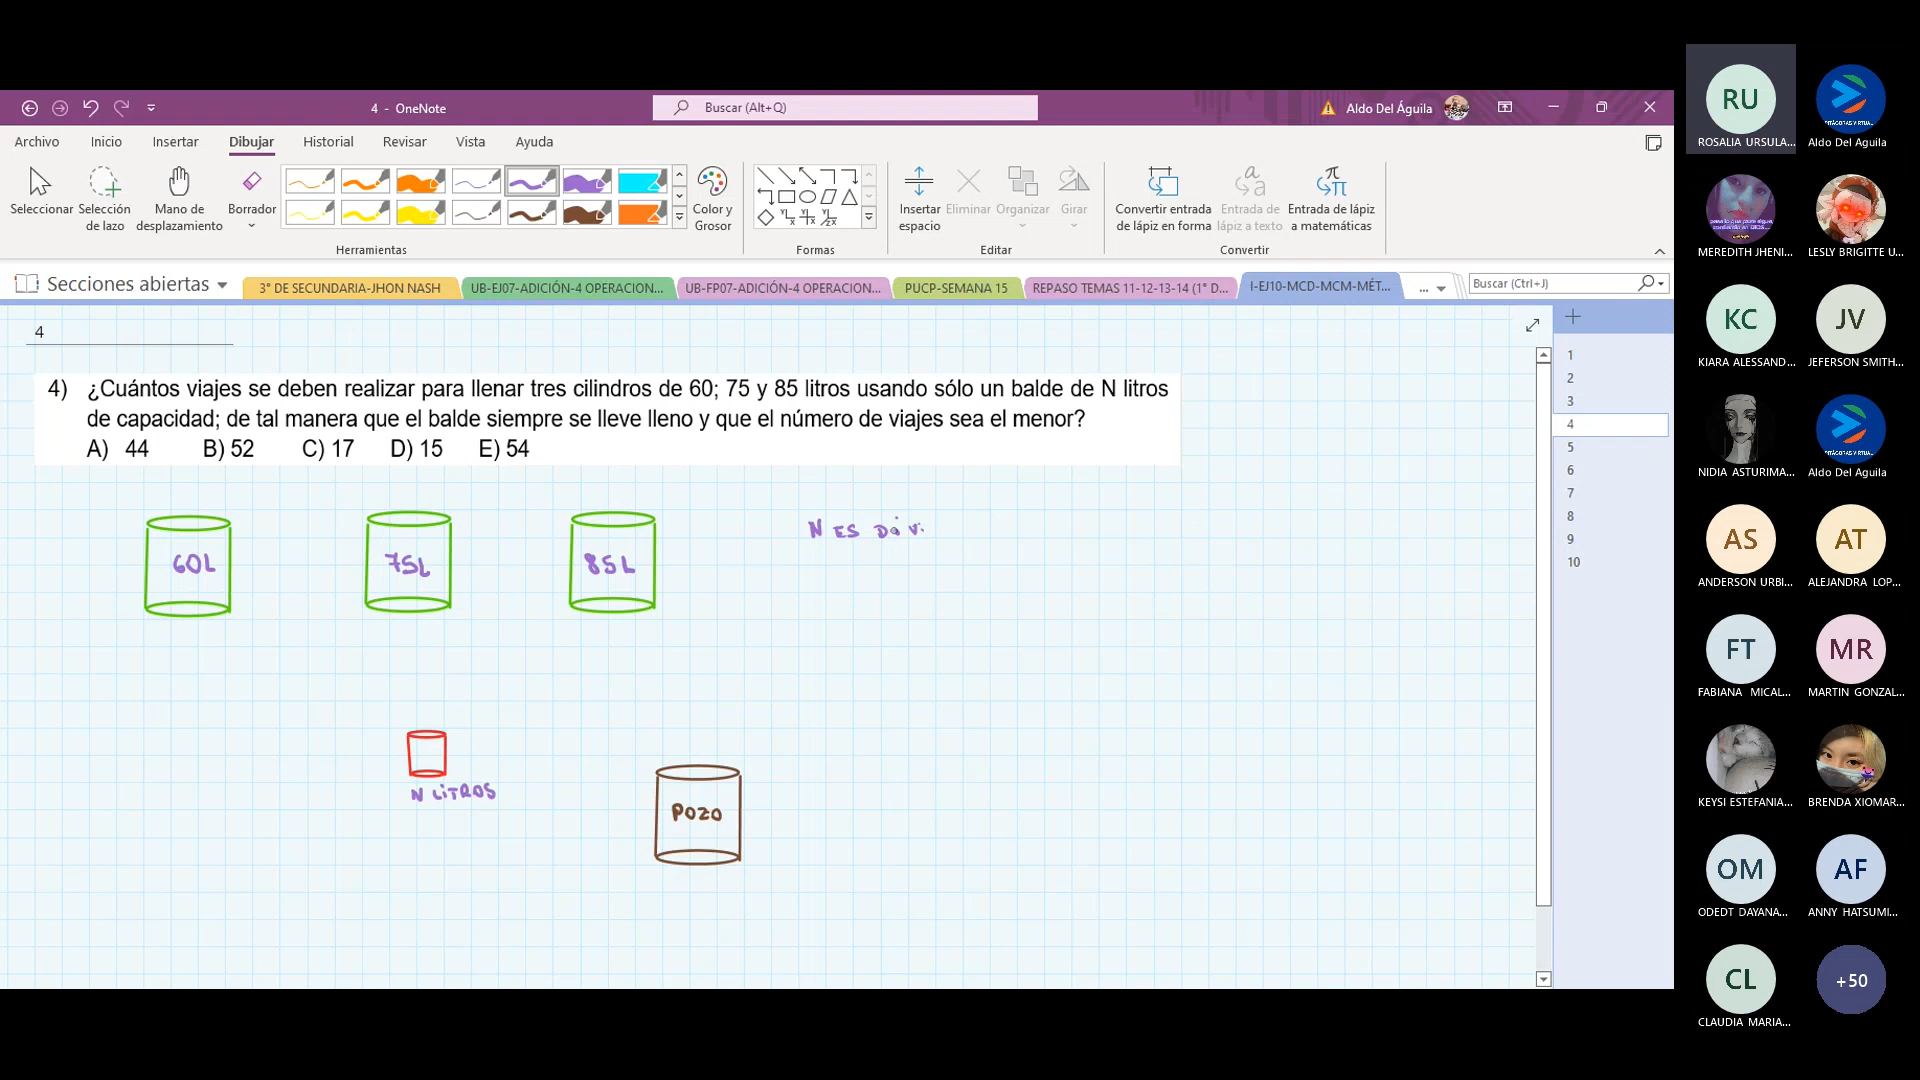 4 - OneNote
Buscar (Alt+Q)
Aldo Del Águila
Archivo Inicio Insertar Dibujar Historial Revisar Vista Ayuda
Seleccionar
Selección de lazo
Mano de desplazamiento
Borrador
Color y Grosor
Insertar espacio
Eliminar
Organizar
Girar
Convertir entrada de lápiz en forma
Entrada de lápiz a texto
Entrada de lápiz a matemáticas
Herramientas
Formas
Editar
Convertir
Secciones abiertas
3° DE SECUNDARIA-JHON NASH
UB-EJ07-ADICIÓN-4 OPERACION...
UB-FP07-ADICIÓN-4 OPERACION...
PUCP-SEMANA 15
REPASO TEMAS 11-12-13-14 (1° D...
I-EJ10-MCD-MCM-MÉT...
...
Buscar (Ctrl+J)
4
4) ¿Cuántos viajes se deben realizar para llenar tres cilindros de 60; 75 y 85 litros usando sólo un balde de N litros
de capacidad; de tal manera que el balde siempre se lleve lleno y que el número de viajes sea el menor?
A) 44 B) 52 C) 17 D) 15 E) 54
60L
75L
85L
N ES
N LITROS
POZO
1
2
3
4
5
6
7
8
9
10
RU
ROSALIA URSULA...
Aldo Del Aguila
MEREDITH JHENI...
LESLY BRIGITTE U...
KC
KIARA ALESSAND...
JV
JEFERSON SMITH...
NIDIA ASTURIMA...
Aldo Del Aguila
AS
ANDERSON URBI...
AT
ALEJANDRA LOP...
FT
FABIANA MICAL...
MR
MARTIN GONZAL...
KEYSI ESTEFANIA...
BRENDA XIOMAR...
OM
ODEDT DAYANA...
AF
ANNY HATSUMI...
CL
CLAUDIA MARIA...
+50